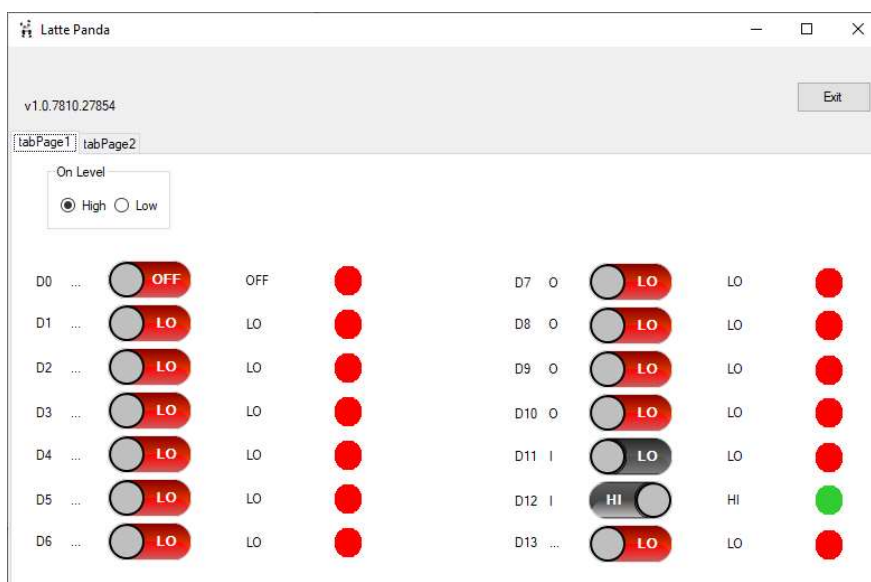 Latte Panda
v1.0.7810.27854
Exit
tabPage1 tabPage2
On Level
High Low
D0 ... OFF OFF D7 O LO LO
D1 ... LO LO D8 O LO LO
D2 ... LO LO D9 O LO LO
D3 ... LO LO D10 O LO LO
D4 ... LO LO D11 I LO LO
D5 ... LO LO D12 I HI HI
D6 ... LO LO D13 ... LO LO